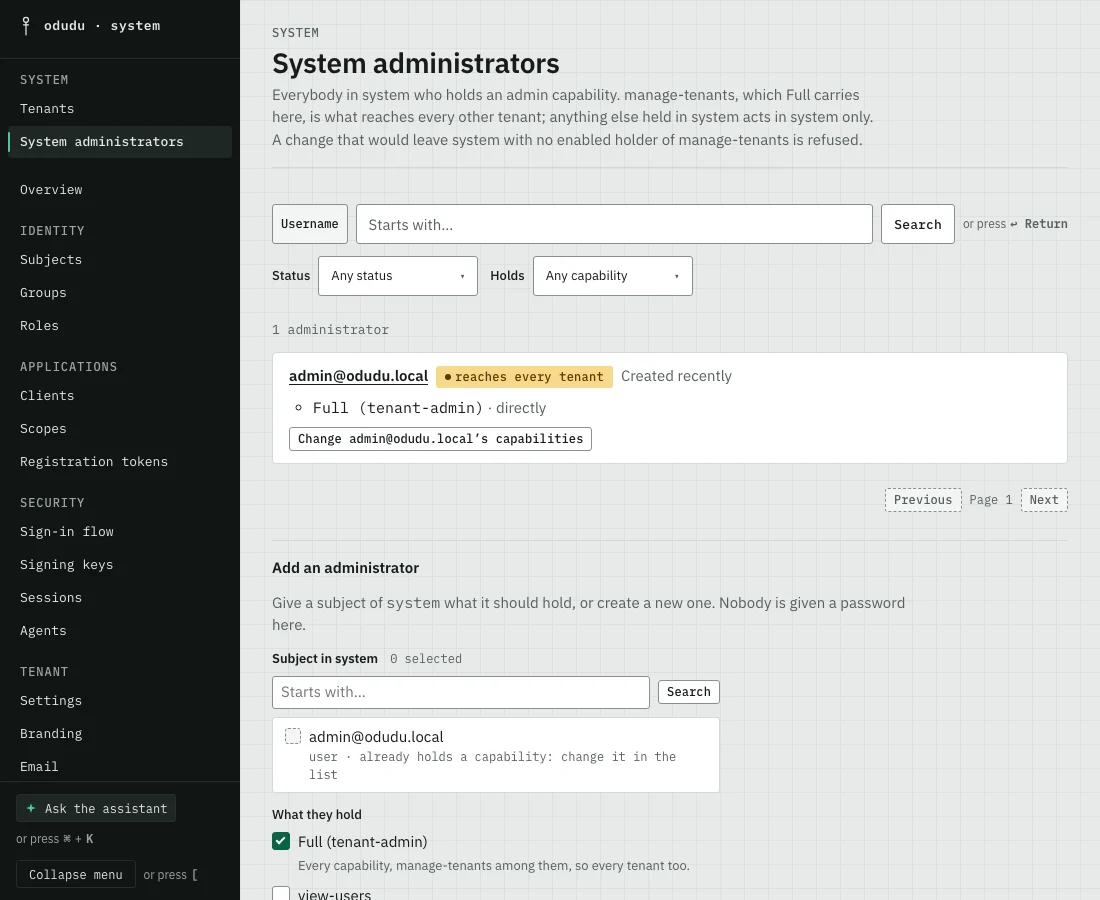 odudu · system
SYSTEM
Tenants
System administrators
Overview
IDENTITY
Subjects
Groups
Roles
APPLICATIONS
Clients
Scopes
Registration tokens
SECURITY
Sign-in flow
Signing keys
Sessions
Agents
TENANT
Settings
Branding
Email
Ask the assistant
or press ⌘ + K
Collapse menu or press [
SYSTEM
System administrators
Everybody in system who holds an admin capability. manage-tenants, which Full carries
here, is what reaches every other tenant; anything else held in system acts in system only.
A change that would leave system with no enabled holder of manage-tenants is refused.
Username Starts with... Search or press ↩ Return
Status Any status Holds Any capability
1 administrator
admin@odudu.local reaches every tenant Created recently
Full (tenant-admin) · directly
Change admin@odudu.local’s capabilities
Previous Page 1 Next
Add an administrator
Give a subject of system what it should hold, or create a new one. Nobody is given a password
here.
Subject in system 0 selected
Starts with... Search
admin@odudu.local
user · already holds a capability: change it in the
list
What they hold
Full (tenant-admin)
Every capability, manage-tenants among them, so every tenant too.
view-users